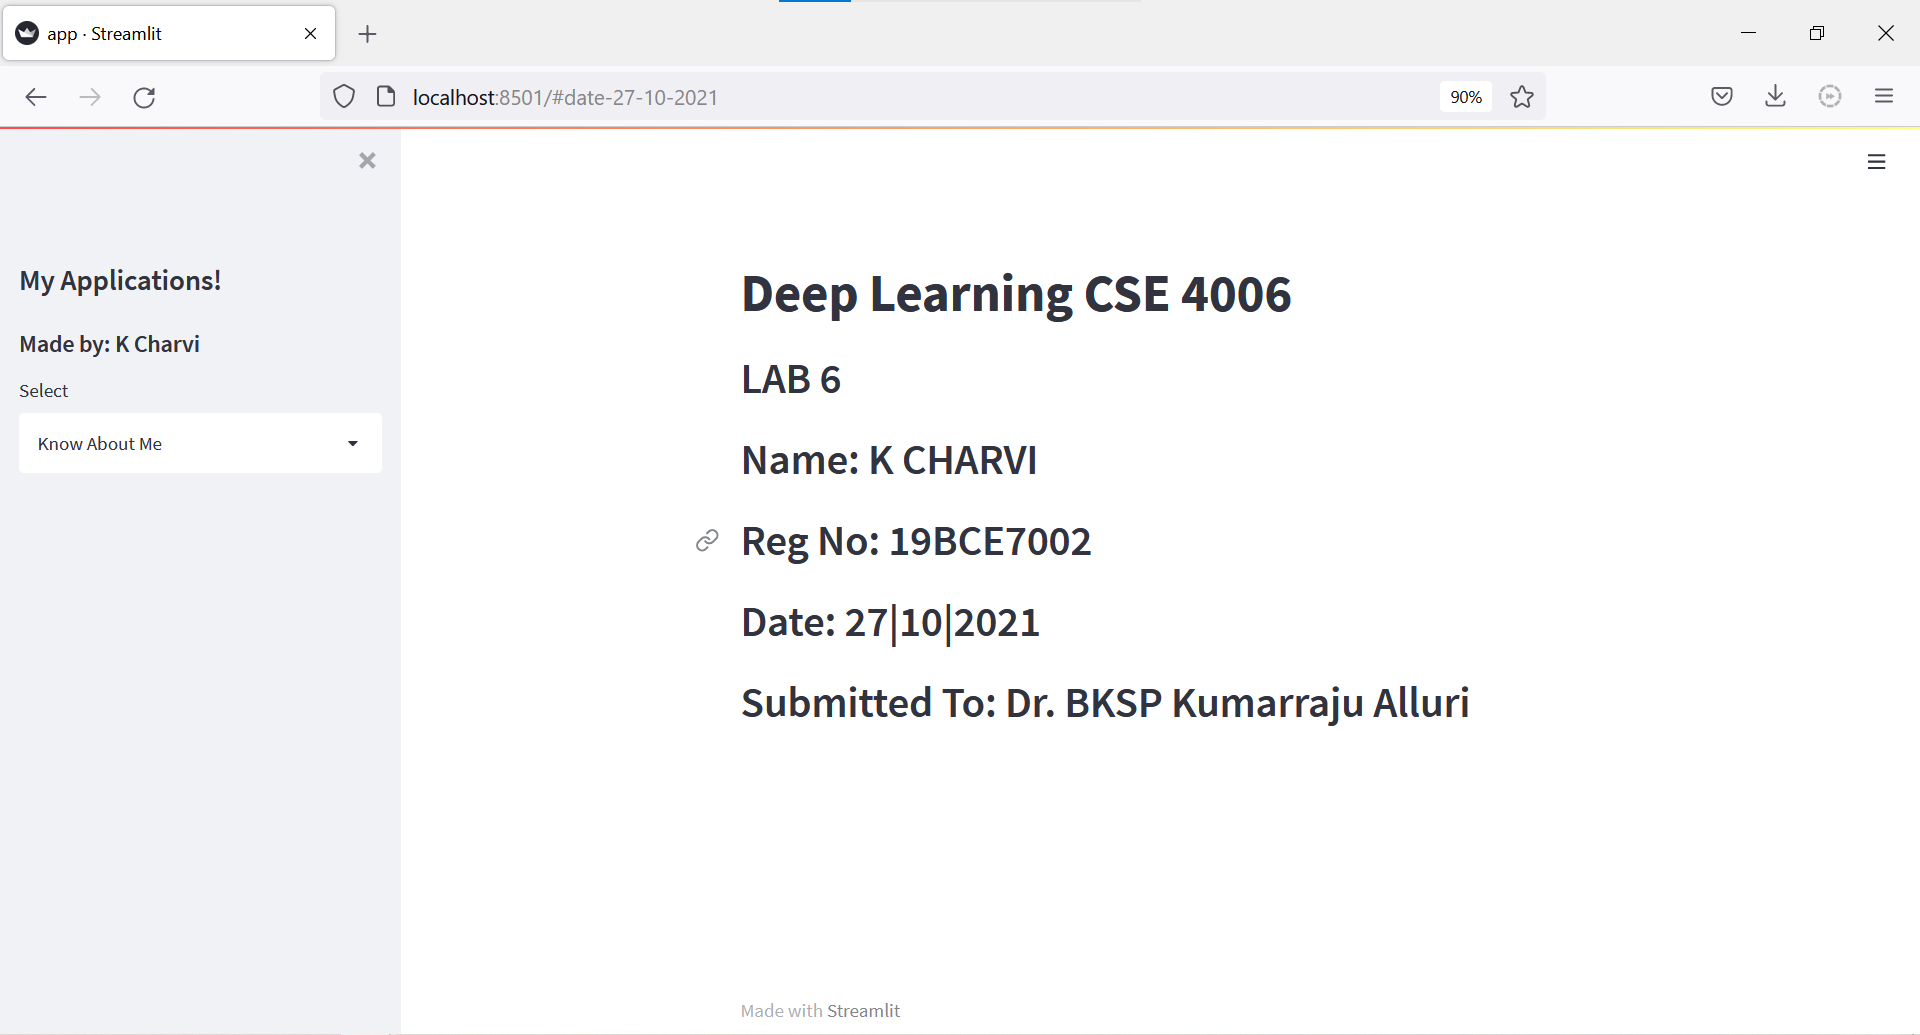 app · Streamlit
localhost:8501/#date-27-10-2021
90%
My Applications!
Made by: K Charvi
Select
Know About Me
Deep Learning CSE 4006
LAB 6
Name: K CHARVI
Reg No: 19BCE7002
Date: 27|10|2021
Submitted To: Dr. BKSP Kumarraju Alluri
Made with Streamlit